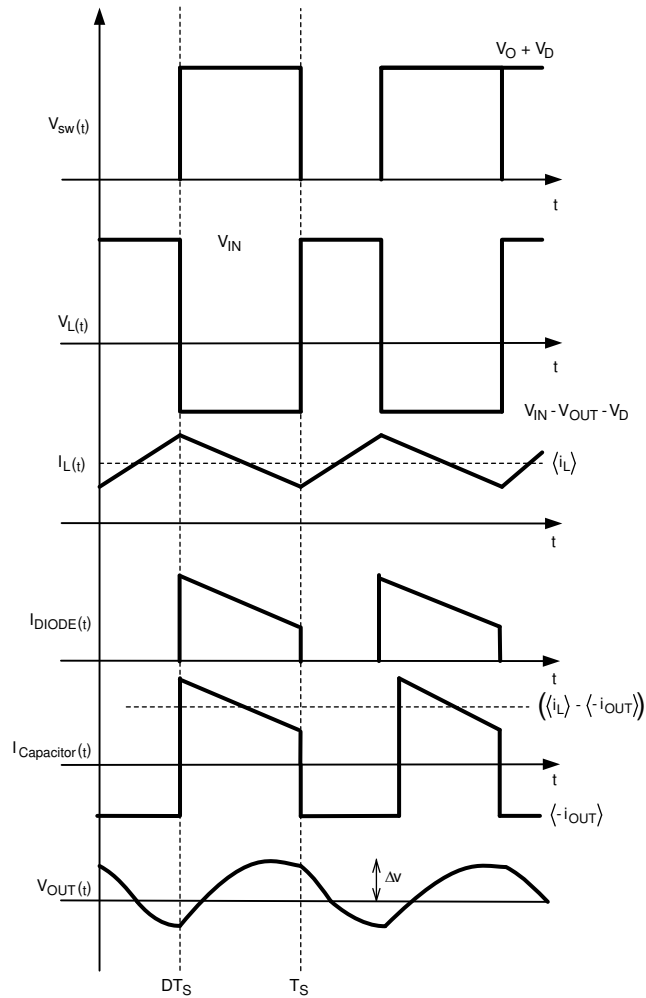 V_O + V_D
V_sw(t)
t
V_IN
V_L(t)
t
V_IN - V_OUT - V_D
I_L(t)
⟨i_L⟩
t
I_DIODE(t)
t
(⟨i_L⟩ - ⟨-i_OUT⟩)
I_Capacitor(t)
t
⟨-i_OUT⟩
V_OUT(t)
Δv
DT_S
T_S